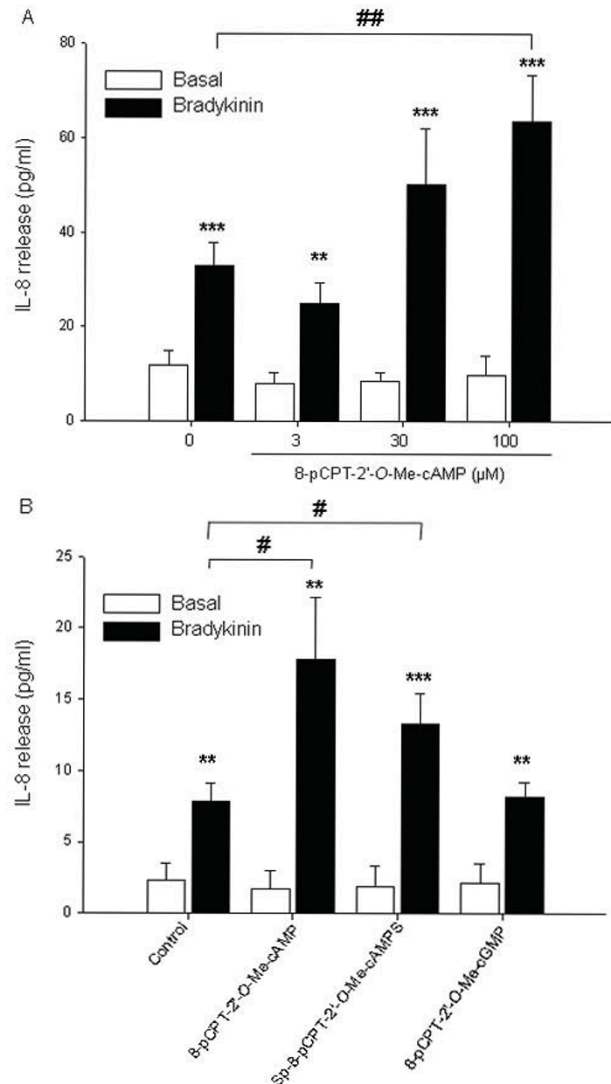 A
##
80
Basal
Bradykinin
***
***
60
***
**
40
20
0
IL-8 rrelease (pg/ml)
0 3 30 100
8-pCPT-2'-O-Me-cAMP (µM)
B
#
#
25
Basal
Bradykinin
**
20
***
15
**
**
10
5
0
IL-8 release (pg/ml)
Control
8-pCPT-2'-O-Me-cAMP
Sp-8-pCPT-2'-O-Me-cAMPS
8-pCPT-2'-O-Me-cGMP